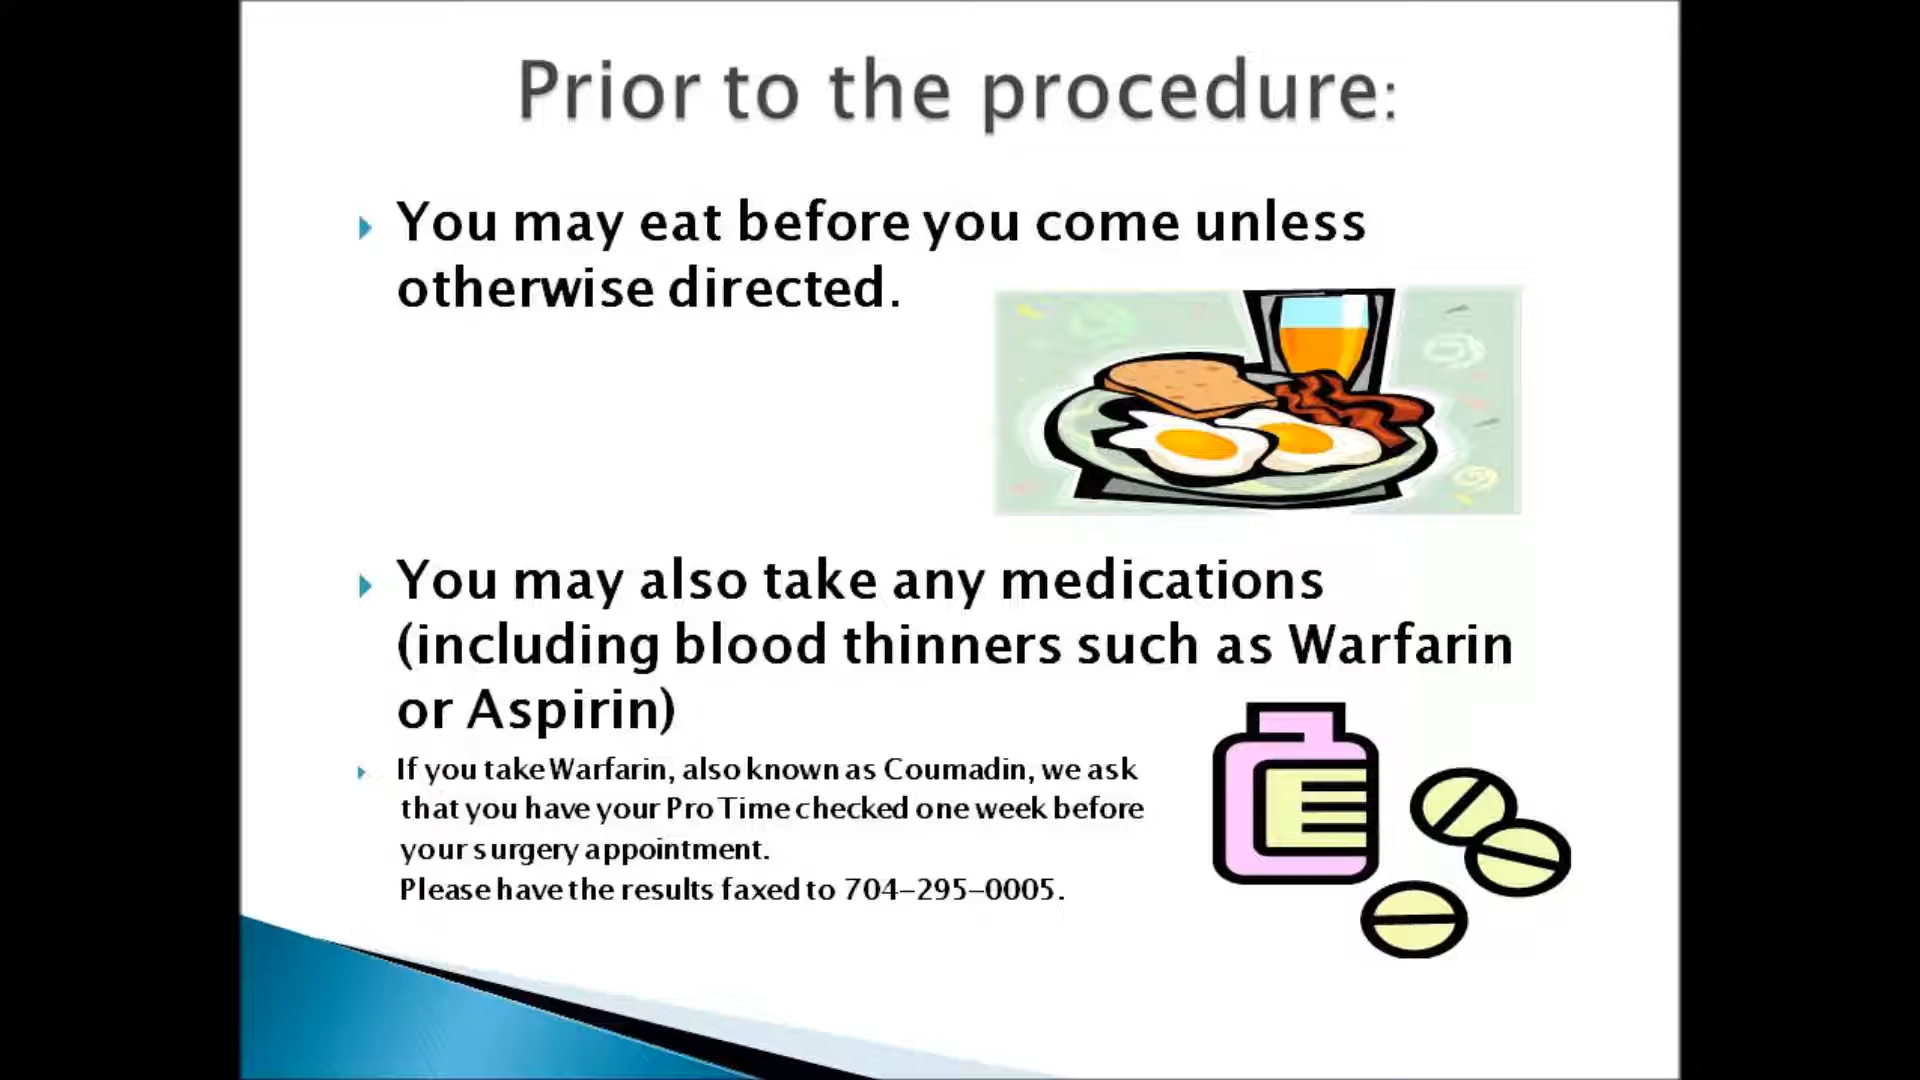 Prior to the procedure:
You may eat before you come unless
otherwise directed.
You may also take any medications
(including blood thinners such as Warfarin
or Aspirin)
If you take Warfarin, also known as Coumadin, we ask
that you have your Pro Time checked one week before
your surgery appointment.
Please have the results faxed to 704-295-0005.